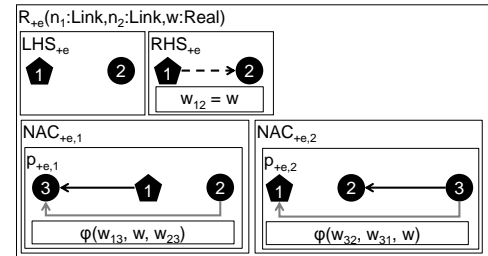 R₊ₑ(n₁:Link,n₂:Link,w:Real)
LHS₊ₑ
1 2
RHS₊ₑ
1 2
w₁₂ = w
NAC₊ₑ,₁
p₊ₑ,₁
3 1 2
φ(w₁₃, w, w₂₃)
NAC₊ₑ,₂
p₊ₑ,₂
1 2 3
φ(w₃₂, w₃₁, w)